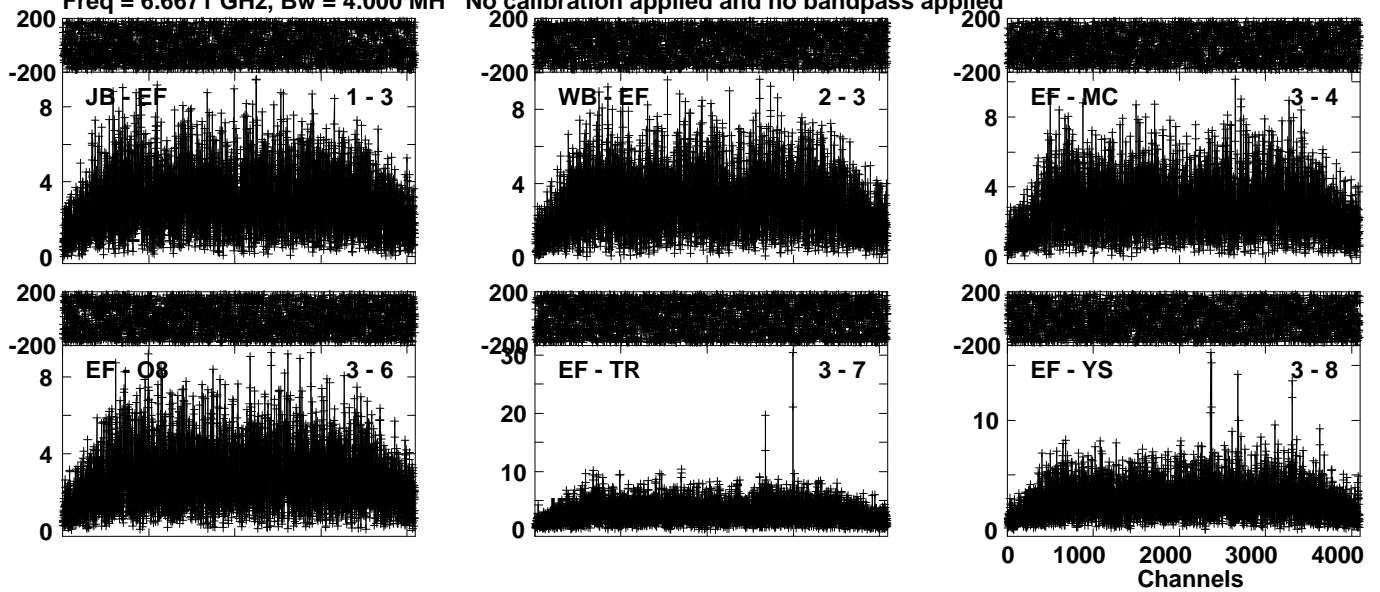 Freq = 6.6671 GHz, Bw = 4.000 MH No calibration applied and no bandpass applied
200 200 200
-200 -200 -200
JB - EF 1 - 3 WB - EF 2 - 3 EF - MC 3 - 4
8 8 8
4 4 4
0 0 0
200 200 200
-200 -200 -200
30
EF - O8 3 - 6 EF - TR 3 - 7 EF - YS 3 - 8
8 20 10
4 10
0 0 0
0 1000 2000 3000 4000
Channels